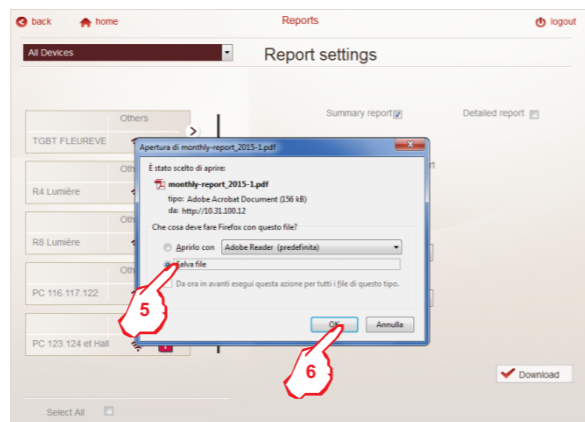 back home Reports logout
All Devices Report settings
Others Summary report Detailed report
TGBT FLEUREVE
R4 Lumière
R8 Lumière
PC 116.117.122
PC 123.124 et Hall
Apertura di monthly-report_2015-1.pdf
È stato scelto di aprire:
monthly-report_2015-1.pdf
tipo: Adobe Acrobat Document (156 kB)
da: http://10.31.100.12
Che cosa deve fare Firefox con questo file?
Aprirlo con Adobe Reader (predefinita)
Salva file
Da ora in avanti esegui questa azione per tutti i file di questo tipo.
OK Annulla
5
6
Download
Select All